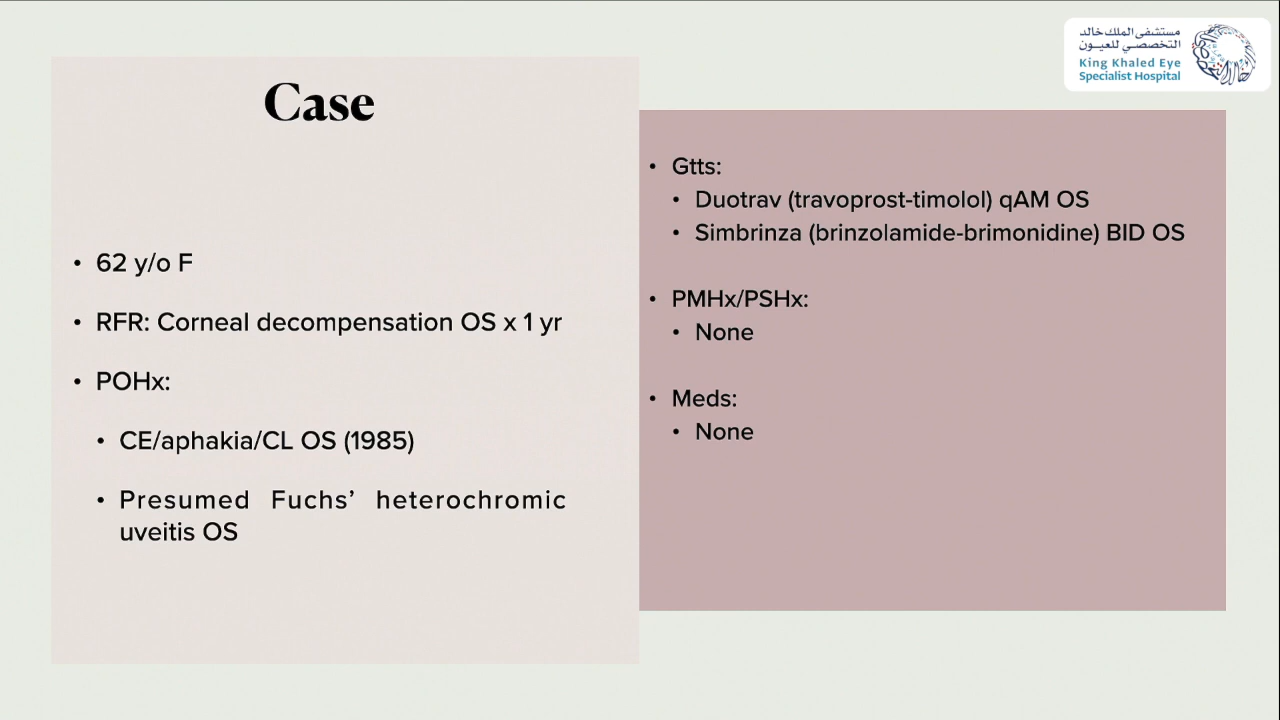 مستشفى الملك خالد
التخصصي للعيون
King Khaled Eye
Specialist Hospital
Case
• 62 y/o F
• RFR: Corneal decompensation OS x 1 yr
• POHx:
• CE/aphakia/CL OS (1985)
• Presumed Fuchs’ heterochromic
uveitis OS
• Gtts:
• Duotrav (travoprost-timolol) qAM OS
• Simbrinza (brinzolamide-brimonidine) BID OS
• PMHx/PSHx:
• None
• Meds:
• None